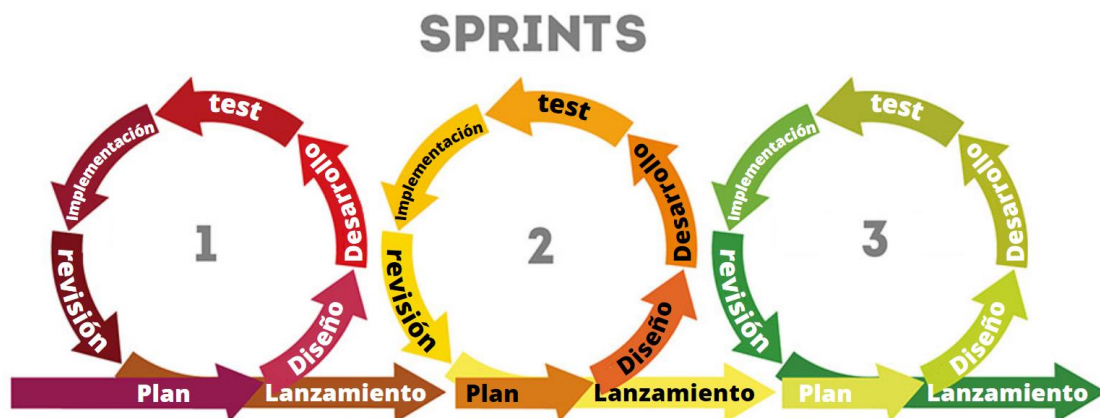 SPRINTS
1
Plan
Diseño
Desarrollo
test
Implementación
revisión
Lanzamiento
2
Plan
Diseño
Desarrollo
test
Implementación
revisión
Lanzamiento
3
Plan
Diseño
Desarrollo
test
Implementación
revisión
Lanzamiento